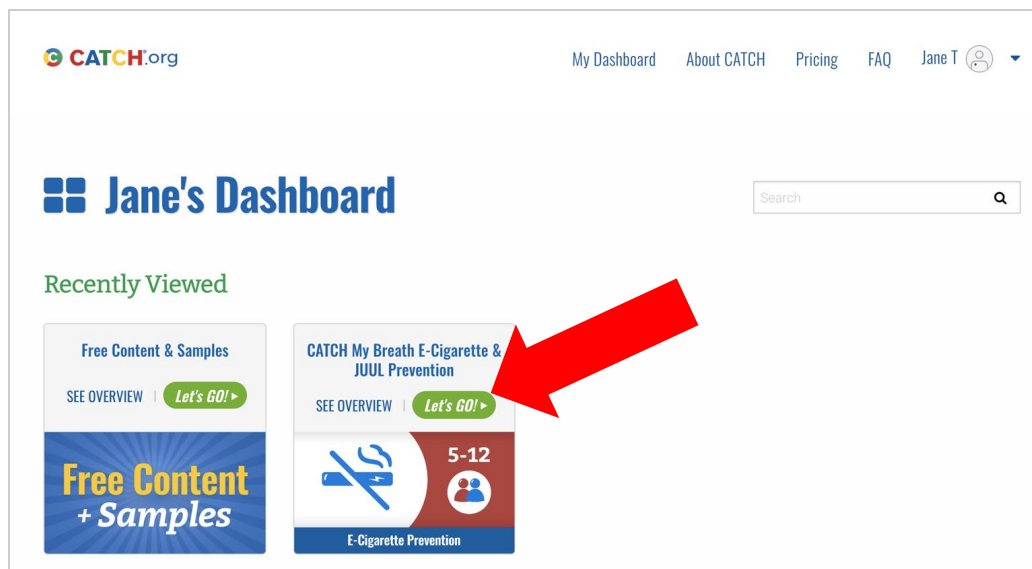 CATCH.org
My Dashboard About CATCH Pricing FAQ Jane T
Jane's Dashboard
Search
Recently Viewed
Free Content & Samples
SEE OVERVIEW | Let's GO!
Free Content
+ Samples
CATCH My Breath E-Cigarette &
JUUL Prevention
SEE OVERVIEW | Let's GO!
5-12
E-Cigarette Prevention